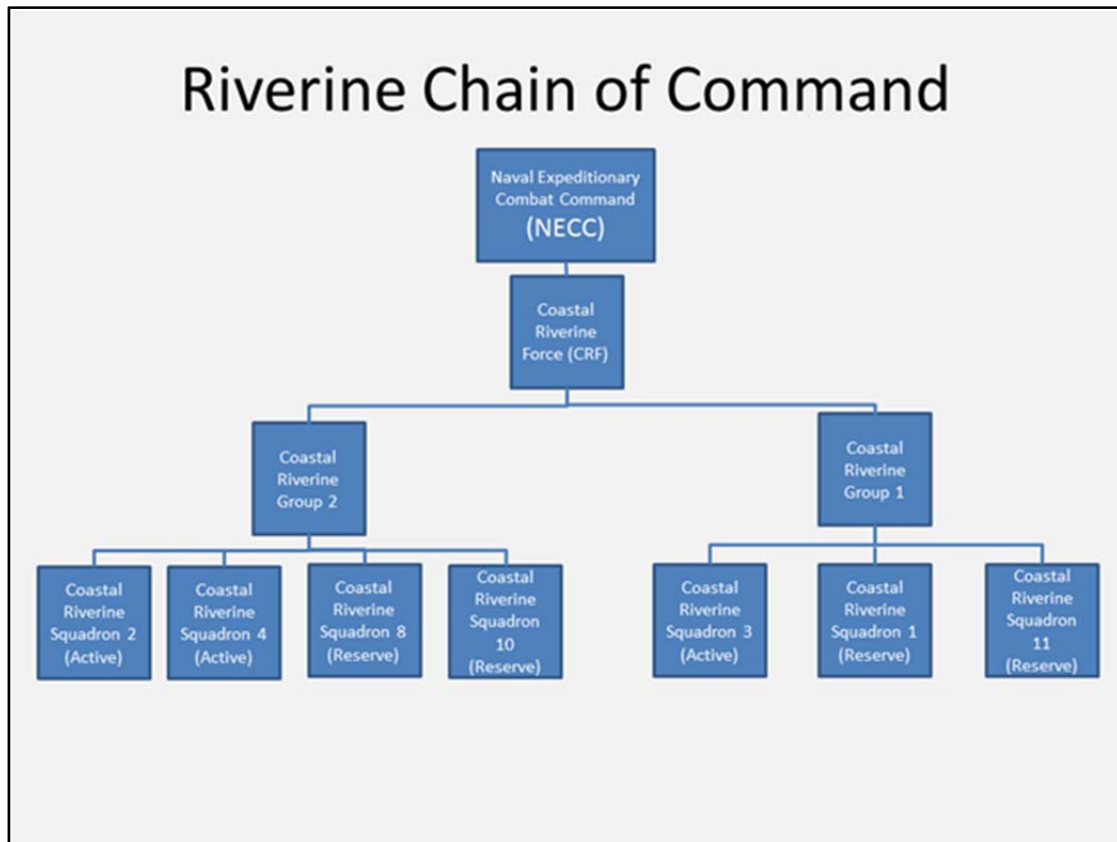 Riverine Chain of Command
Naval Expeditionary
Combat Command
(NECC)
Coastal
Riverine
Force (CRF)
Coastal
Riverine
Group 2
Coastal
Riverine
Group 1
Coastal
Riverine
Squadron 2
(Active)
Coastal
Riverine
Squadron 4
(Active)
Coastal
Riverine
Squadron 8
(Reserve)
Coastal
Riverine
Squadron
10
(Reserve)
Coastal
Riverine
Squadron 3
(Active)
Coastal
Riverine
Squadron 1
(Reserve)
Coastal
Riverine
Squadron
11
(Reserve)